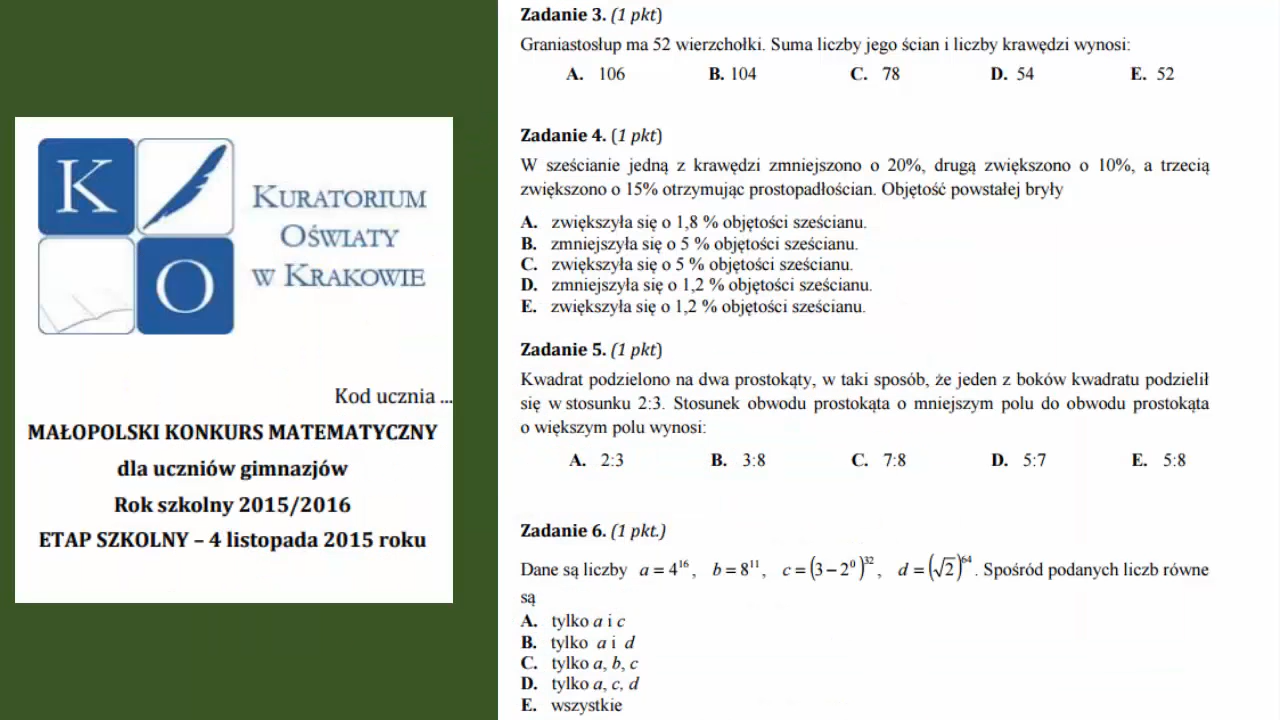 K
O
KURATORIUM
OŚWIATY
W KRAKOWIE
Kod ucznia ...
MAŁOPOLSKI KONKURS MATEMATYCZNY
dla uczniów gimnazjów
Rok szkolny 2015/2016
ETAP SZKOLNY – 4 listopada 2015 roku
Zadanie 3. (1 pkt)
Graniastosłup ma 52 wierzchołki. Suma liczby jego ścian i liczby krawędzi wynosi:
A. 106 B. 104 C. 78 D. 54 E. 52
Zadanie 4. (1 pkt)
W sześcianie jedną z krawędzi zmniejszono o 20%, drugą zwiększono o 10%, a trzecią
zwiększono o 15% otrzymując prostopadłościan. Objętość powstałej bryły
A. zwiększyła się o 1,8 % objętości sześcianu.
B. zmniejszyła się o 5 % objętości sześcianu.
C. zwiększyła się o 5 % objętości sześcianu.
D. zmniejszyła się o 1,2 % objętości sześcianu.
E. zwiększyła się o 1,2 % objętości sześcianu.
Zadanie 5. (1 pkt)
Kwadrat podzielono na dwa prostokąty, w taki sposób, że jeden z boków kwadratu podzielił
się w stosunku 2:3. Stosunek obwodu prostokąta o mniejszym polu do obwodu prostokąta
o większym polu wynosi:
A. 2:3 B. 3:8 C. 7:8 D. 5:7 E. 5:8
Zadanie 6. (1 pkt.)
Dane są liczby a = 4¹⁶, b = 8¹¹, c = (3 − 2⁰)³², d = (√2)⁶⁴. Spośród podanych liczb równe
są
A. tylko a i c
B. tylko a i d
C. tylko a, b, c
D. tylko a, c, d
E. wszystkie